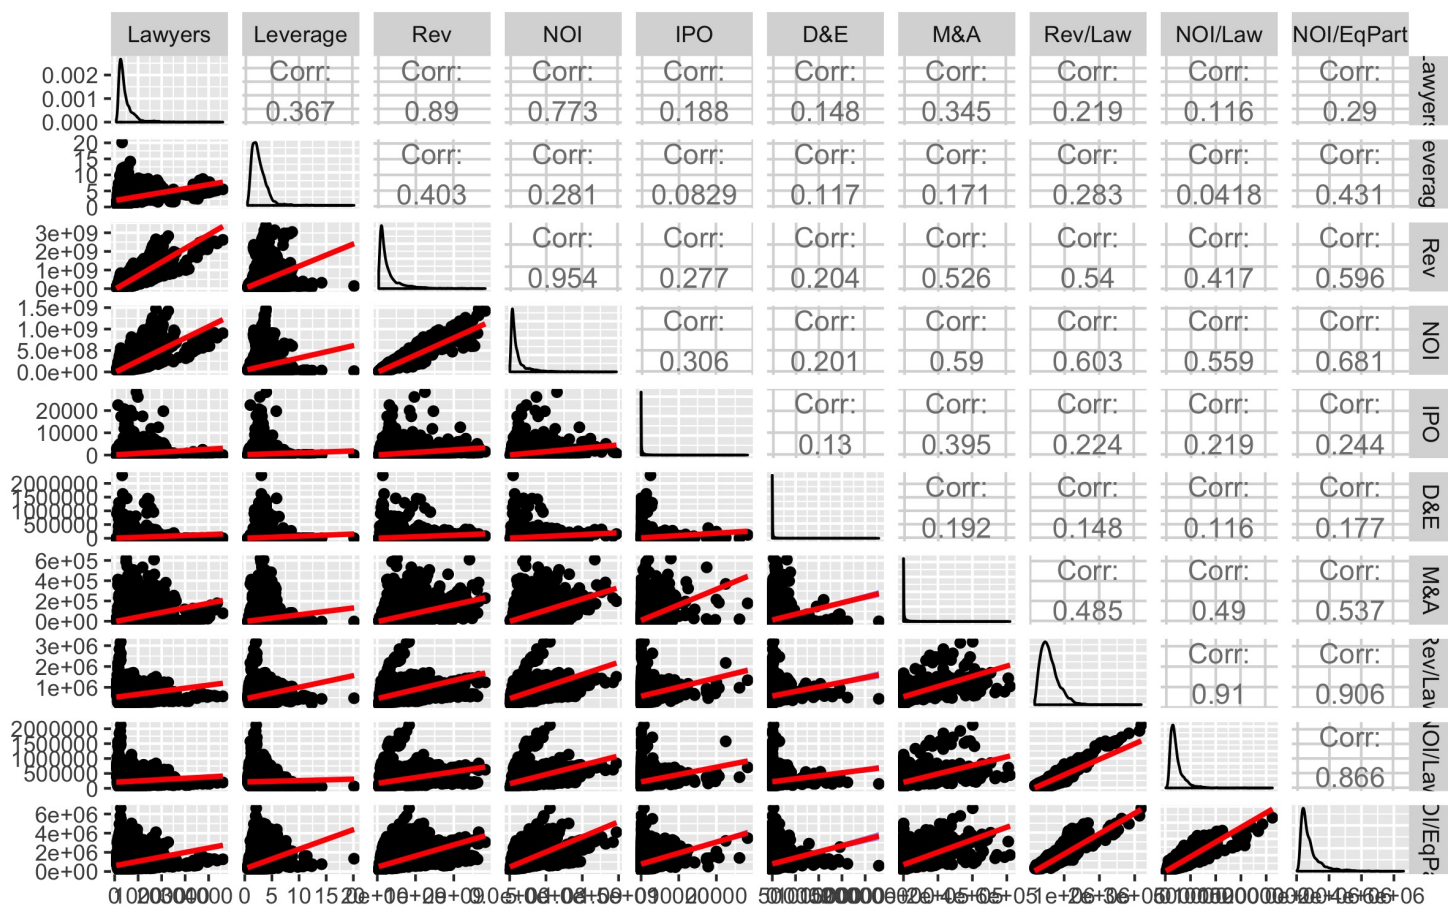 Lawyers Leverage Rev NOI IPO D&E M&A Rev/Law NOI/Law NOI/EqPart
Corr: Corr: Corr: Corr: Corr: Corr: Corr: Corr: Corr:
0.367 0.89 0.773 0.188 0.148 0.345 0.219 0.116 0.29
0.002
0.001
0.000
Corr: Corr: Corr: Corr: Corr: Corr: Corr: Corr:
0.403 0.281 0.0829 0.117 0.171 0.283 0.0418 0.431
20
15
10
5
0
Corr: Corr: Corr: Corr: Corr: Corr: Corr:
0.954 0.277 0.204 0.526 0.54 0.417 0.596
3e+09
2e+09
1e+09
0e+00
Rev
Corr: Corr: Corr: Corr: Corr: Corr:
0.306 0.201 0.59 0.603 0.559 0.681
1.5e+09
1.0e+09
5.0e+08
0.0e+00
NOI
Corr: Corr: Corr: Corr: Corr:
0.13 0.395 0.224 0.219 0.244
20000
10000
0
IPO
Corr: Corr: Corr: Corr:
0.192 0.148 0.116 0.177
2000000
1500000
1000000
500000
0
D&E
Corr: Corr: Corr:
0.485 0.49 0.537
6e+05
4e+05
2e+05
0e+00
M&A
Corr: Corr:
0.91 0.906
3e+06
2e+06
1e+06
Corr:
0.866
2000000
1500000
1000000
500000
0
6e+06
4e+06
2e+06
0e+00
0 5 10 15